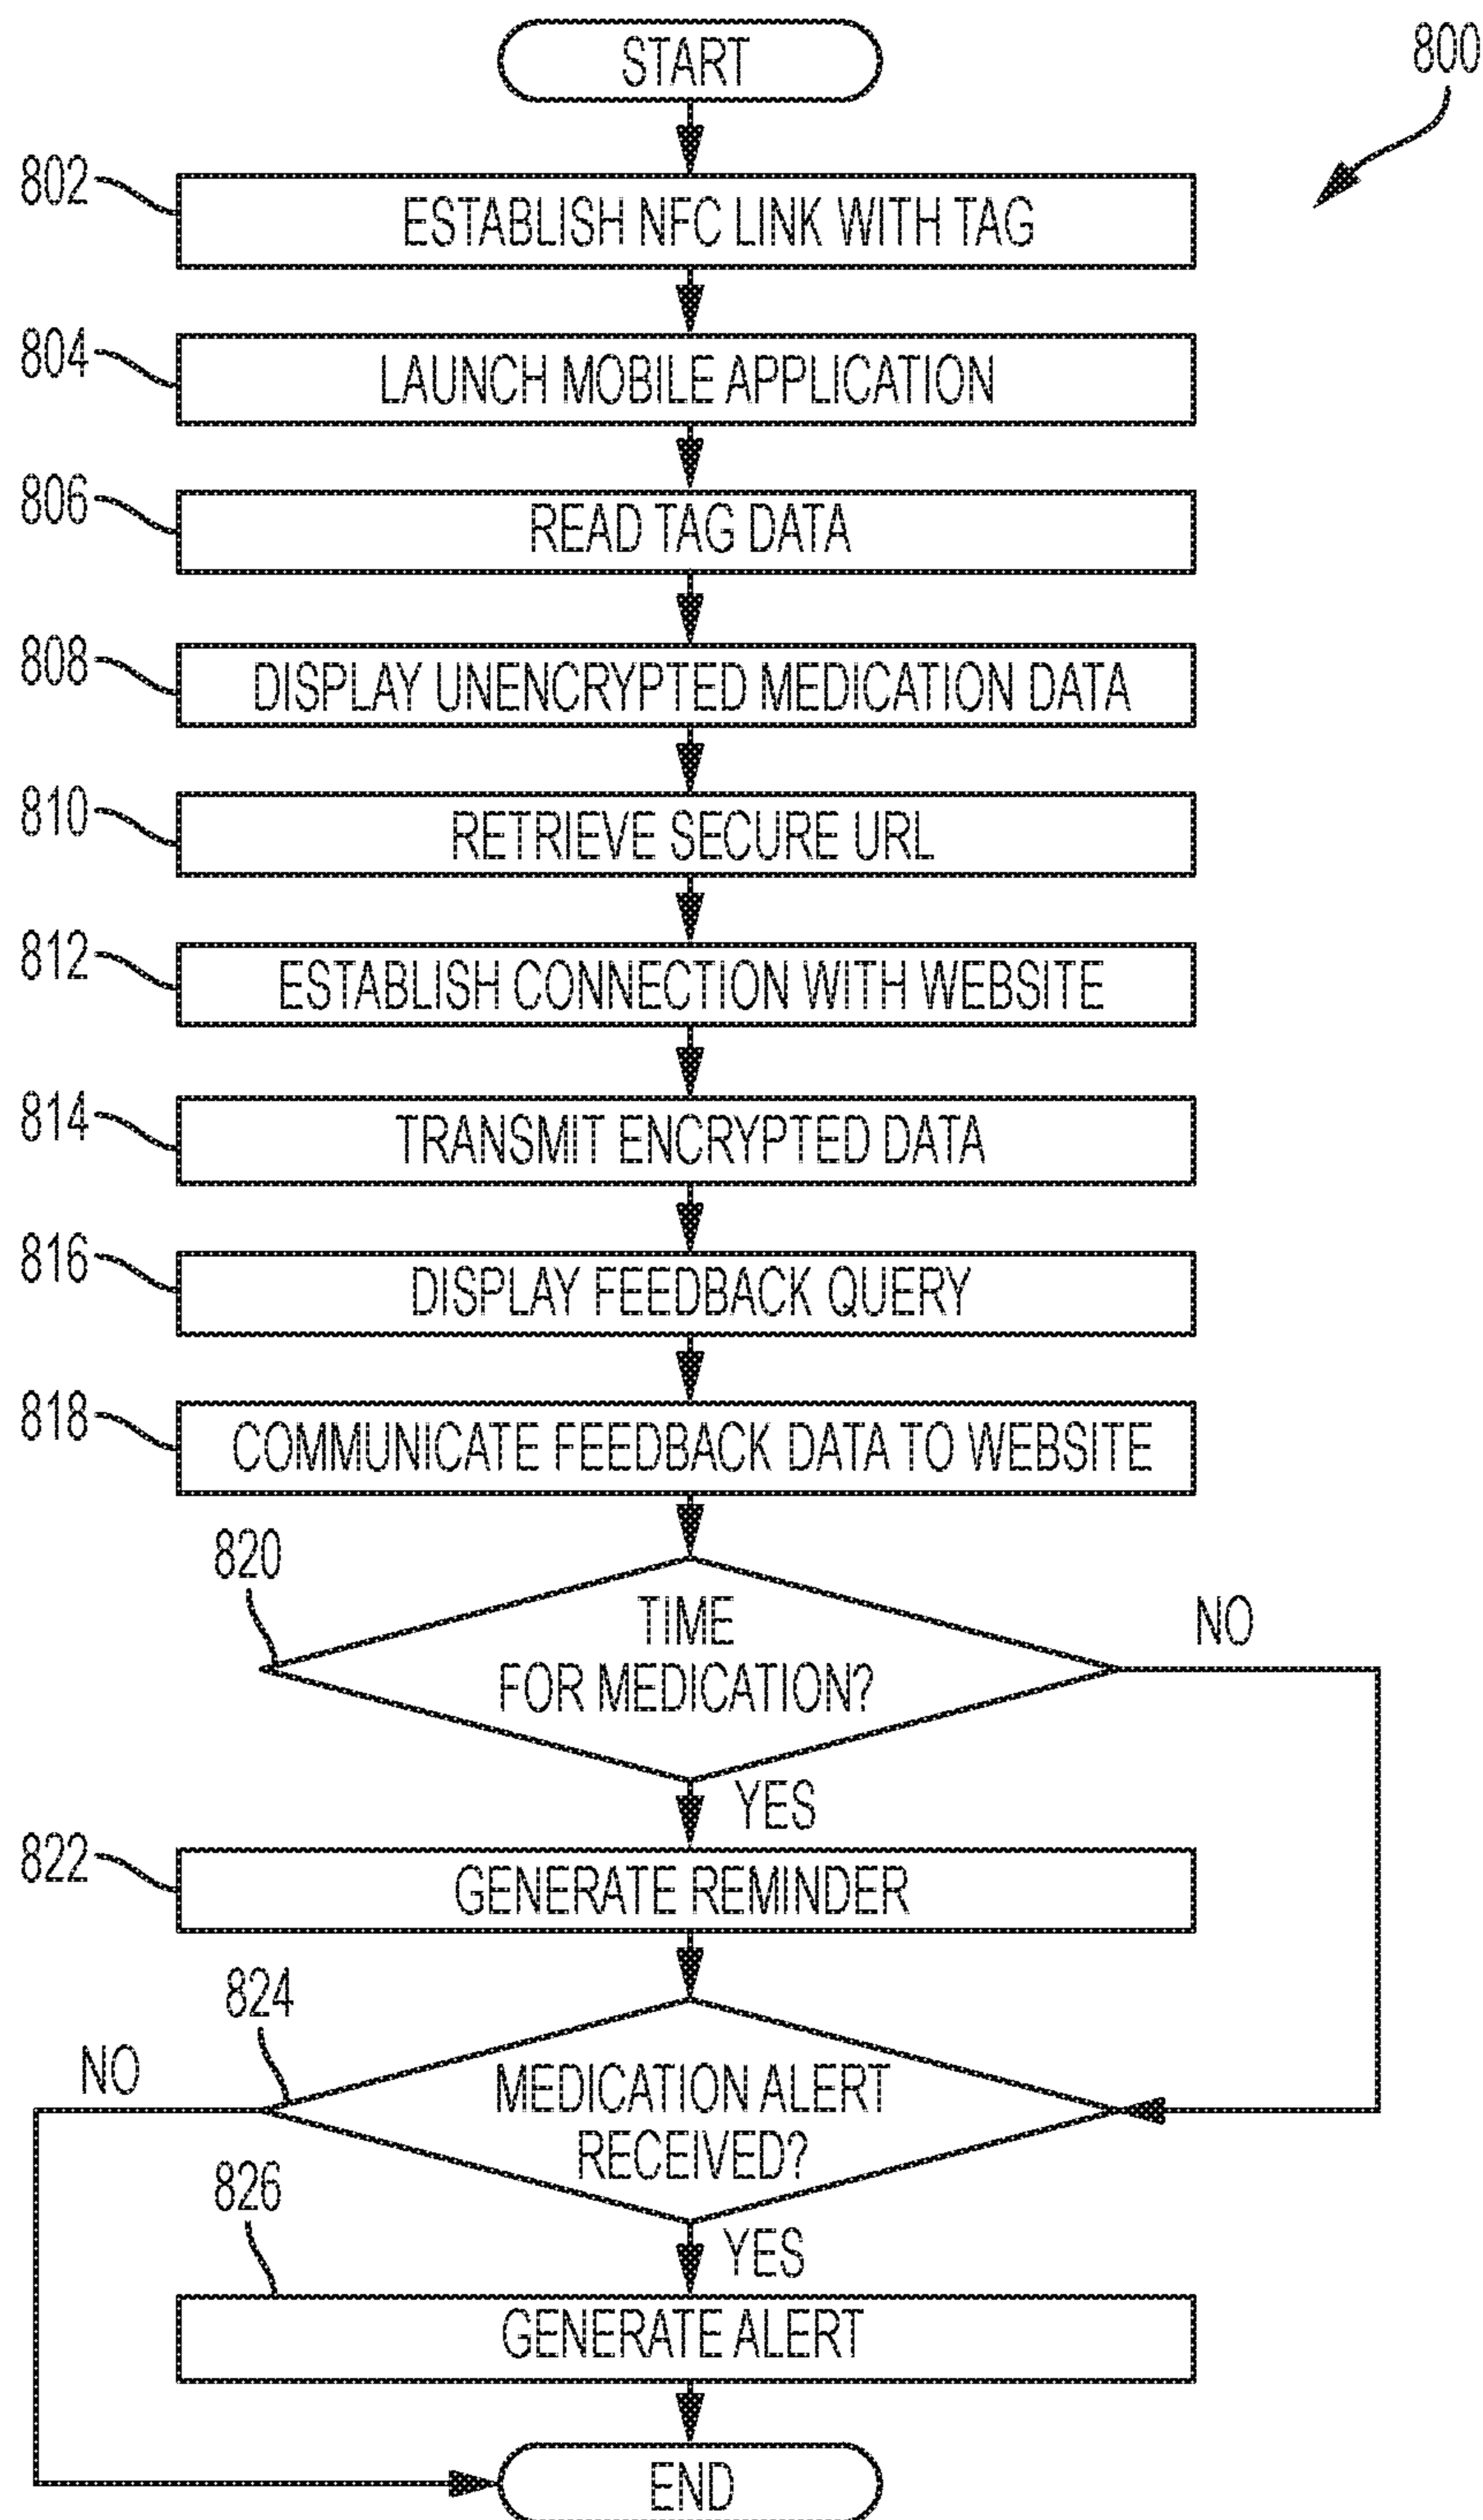 START
800
802
ESTABLISH NFC LINK WITH TAG
804
LAUNCH MOBILE APPLICATION
806
READ TAG DATA
808
DISPLAY UNENCRYPTED MEDICATION DATA
810
RETRIEVE SECURE URL
812
ESTABLISH CONNECTION WITH WEBSITE
814
TRANSMIT ENCRYPTED DATA
816
DISPLAY FEEDBACK QUERY
818
COMMUNICATE FEEDBACK DATA TO WEBSITE
820
TIME
FOR MEDICATION?
NO
YES
822
GENERATE REMINDER
824
NO
MEDICATION ALERT
RECEIVED?
826
YES
GENERATE ALERT
END